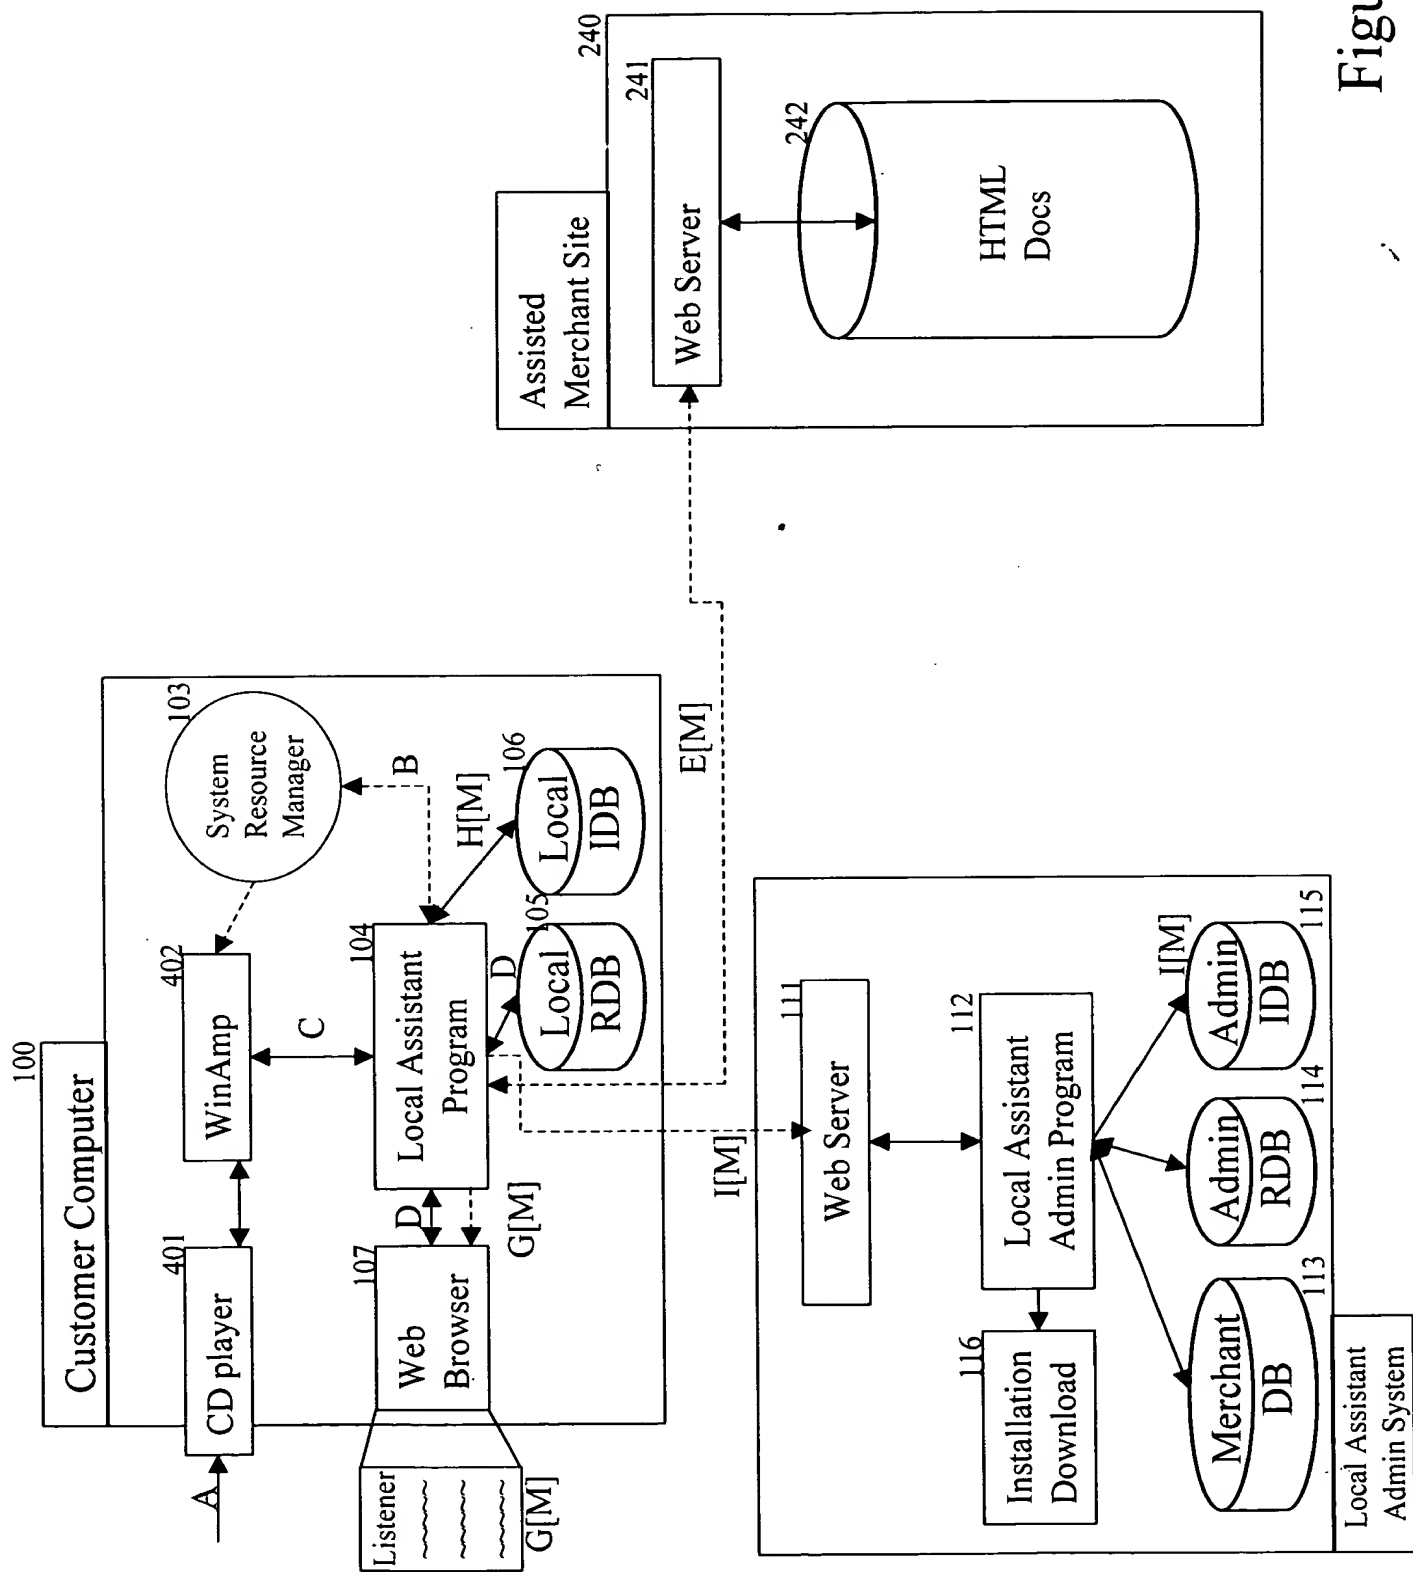 100
Customer Computer
A
401
CD player
402
WinAmp
103
System
Resource
Manager
C
B
107
Web
Browser
D
104
Local Assistant
Program
G[M]
Listener
G[M]
D
H[M]
105
Local
RDB
106
Local
IDB
E[M]
I[M]
Assisted
Merchant Site
240
241
Web Server
242
HTML
Docs
111
Web Server
112
Local Assistant
Admin Program
116
Installation
Download
Merchant
DB
113
Admin
RDB
114
I[M]
Admin
IDB
115
Local Assistant
Admin System
Figu